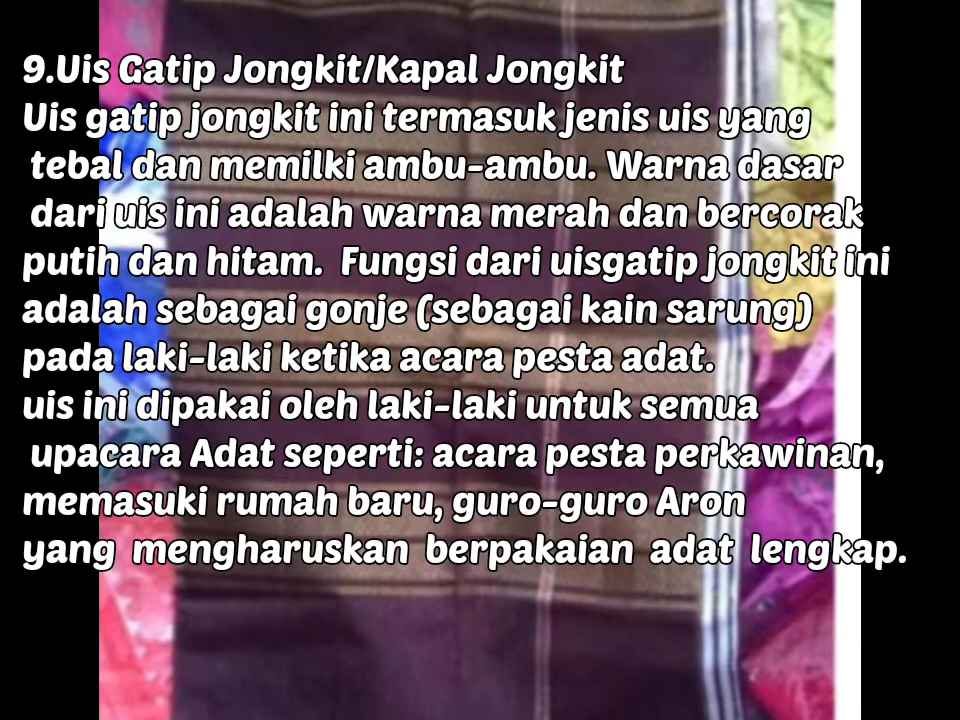 9.Uis Gatip Jongkit/Kapal Jongkit
Uis gatip jongkit ini termasuk jenis uis yang
tebal dan memilki ambu-ambu. Warna dasar
dari uis ini adalah warna merah dan bercorak
putih dan hitam.  Fungsi dari uisgatip jongkit ini
adalah sebagai gonje (sebagai kain sarung)
pada laki-laki ketika acara pesta adat.
uis ini dipakai oleh laki-laki untuk semua
upacara Adat seperti: acara pesta perkawinan,
memasuki rumah baru, guro-guro Aron
yang  mengharuskan  berpakaian  adat  lengkap.